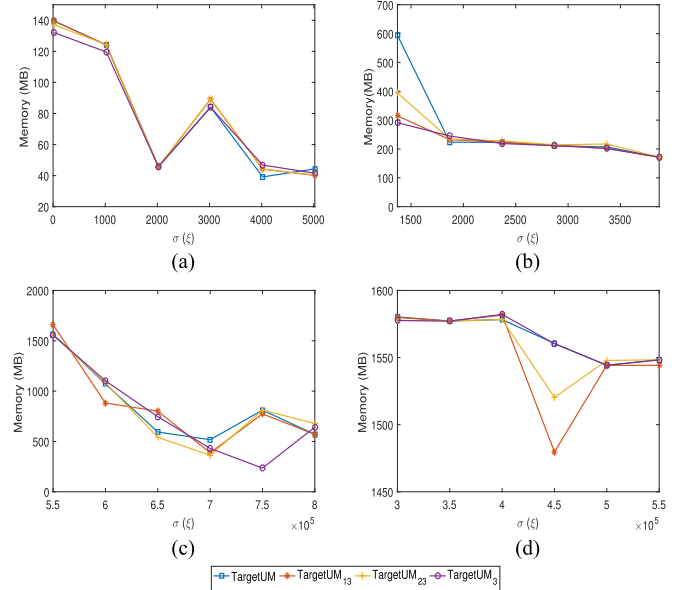 (a)
Memory (MB)
140
120
100
80
60
40
20
0 1000 2000 3000 4000 5000
σ (ξ)
(b)
Memory(MB)
700
600
500
400
300
200
100
0
1500 2000 2500 3000 3500
σ (ξ)
(c)
Memory (MB)
2000
1500
1000
500
0
5.5 6 6.5 7 7.5 8
σ (ξ) ×10^5
(d)
Memory (MB)
1600
1550
1500
1450
3 3.5 4 4.5 5 5.5
σ (ξ) ×10^5
TargetUM TargetUM_13 TargetUM_23 TargetUM_3